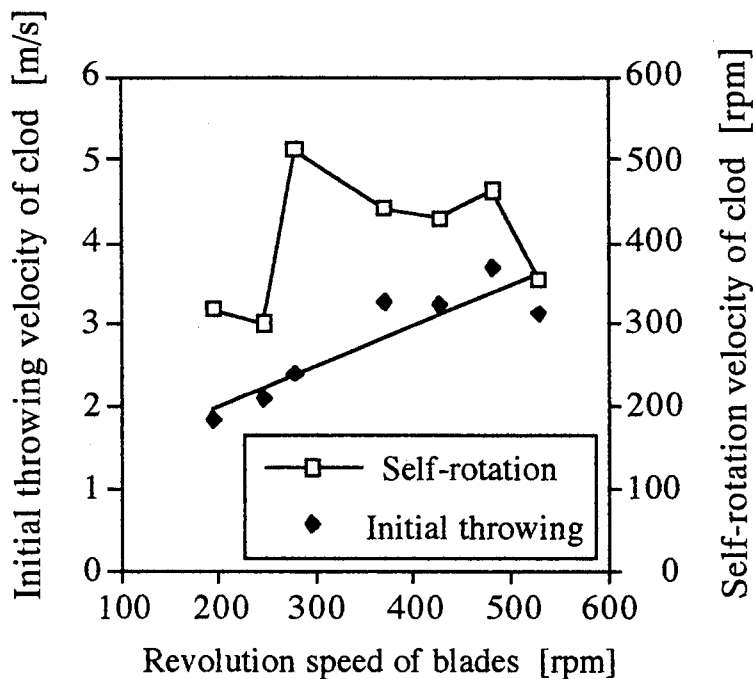 Initial throwing velocity of clod [m/s]
6
5
4
3
2
1
0
600
500
400
300
200
100
0
Self-rotation velocity of clod [rpm]
Self-rotation
Initial throwing
100 200 300 400 500 600
Revolution speed of blades [rpm]